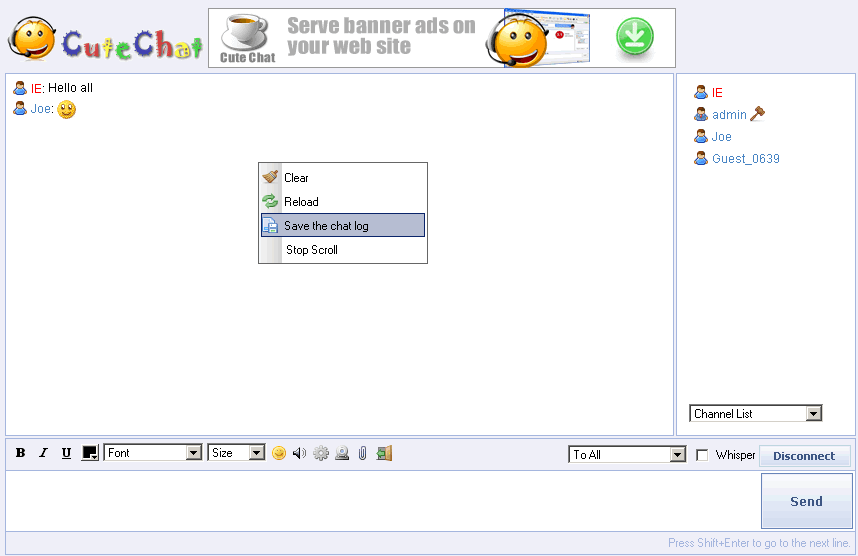 CuteChat
Cute Chat
Serve banner ads on
your web site
IE: Hello all
Joe:
Clear
Reload
Save the chat log
Stop Scroll
IE
admin
Joe
Guest_0639
Channel List
B I U Font Size To All Whisper Disconnect
Send
Press Shift+Enter to go to the next line.